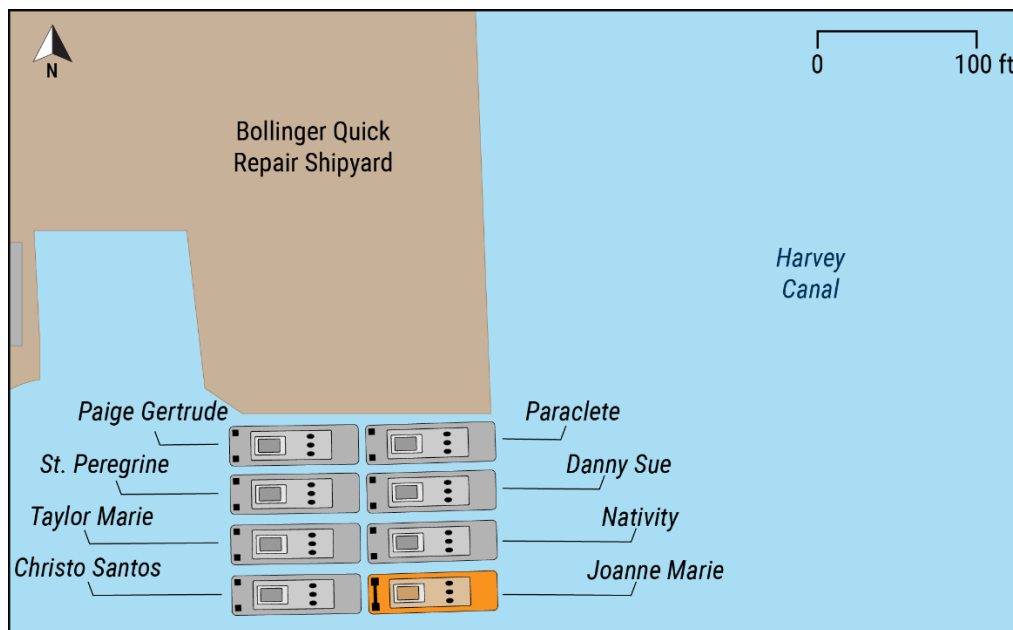 N
0 100 ft
Bollinger Quick
Repair Shipyard
Harvey
Canal
Paige Gertrude
Paraclete
St. Peregrine
Danny Sue
Taylor Marie
Nativity
Christo Santos
Joanne Marie